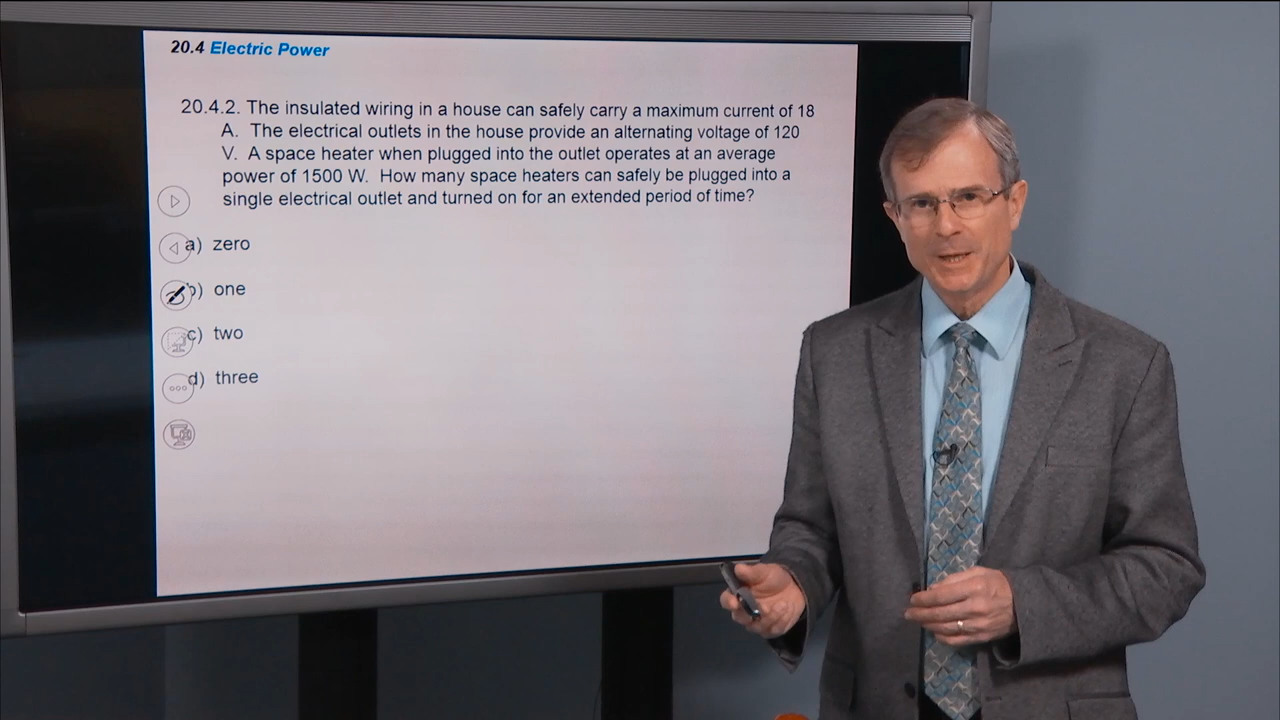 20.4 Electric Power
20.4.2. The insulated wiring in a house can safely carry a maximum current of 18
A. The electrical outlets in the house provide an alternating voltage of 120
V. A space heater when plugged into the outlet operates at an average
power of 1500 W. How many space heaters can safely be plugged into a
single electrical outlet and turned on for an extended period of time?
a) zero
b) one
c) two
d) three